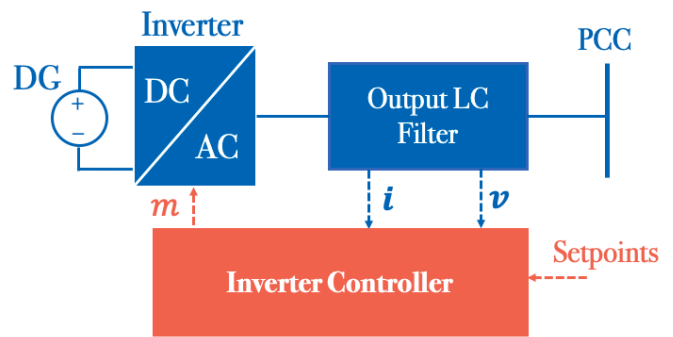 Inverter
PCC
DG
+
−
DC
AC
Output LC
Filter
m
i
v
Setpoints
Inverter Controller